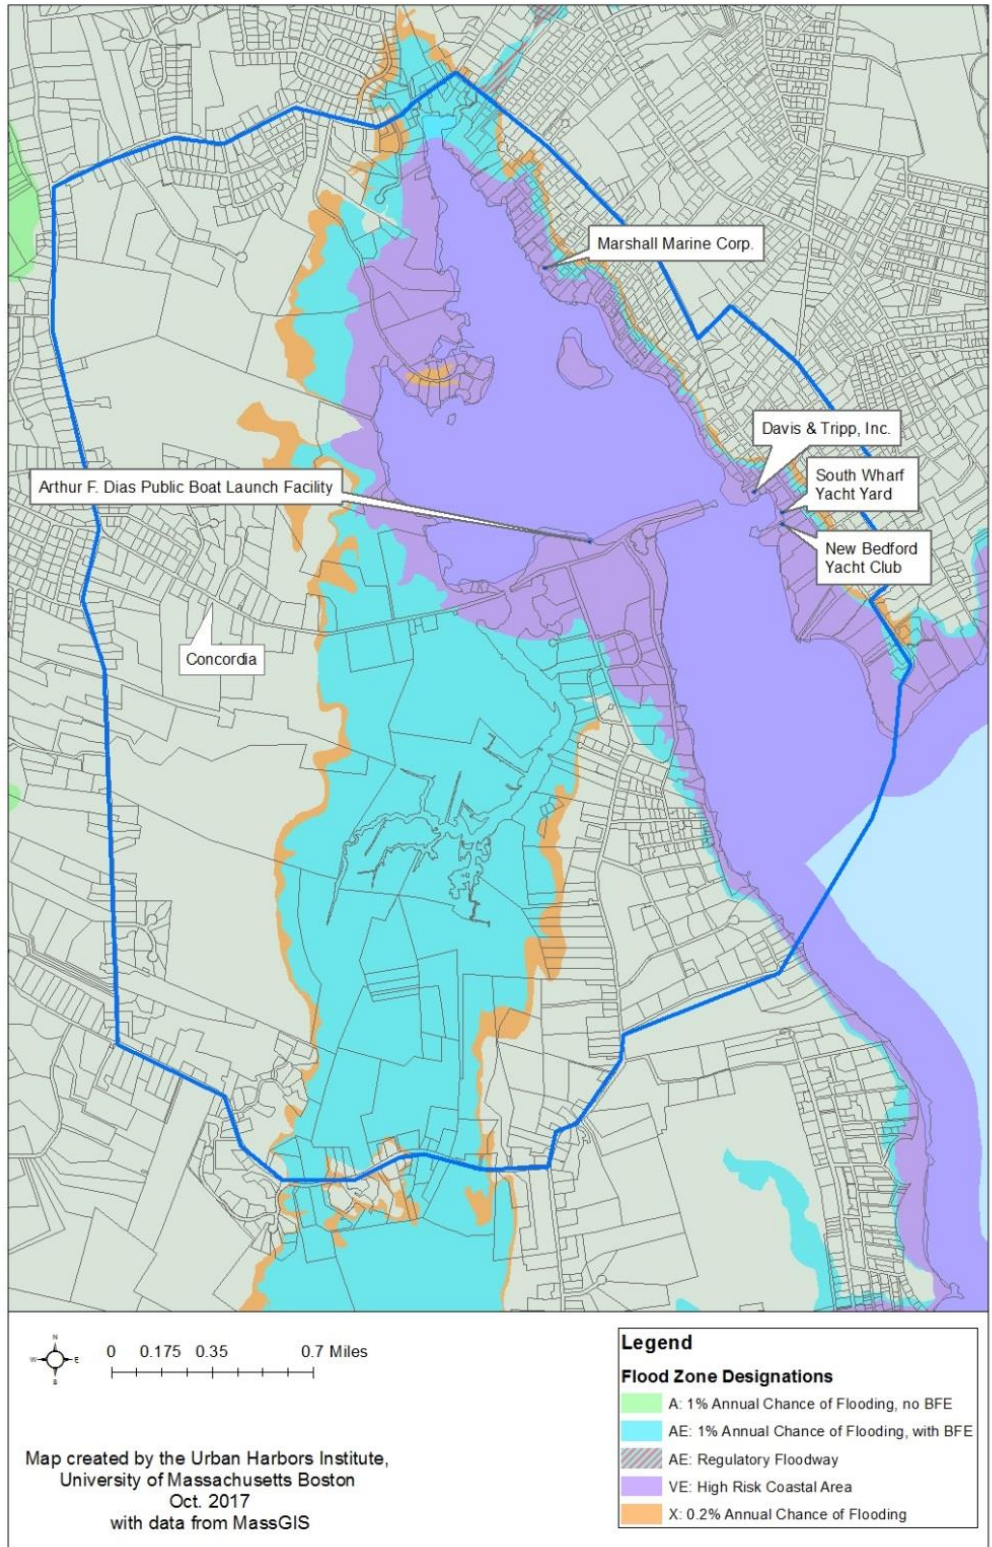 Marshall Marine Corp.
Davis & Tripp, Inc.
South Wharf
Yacht Yard
Arthur F. Dias Public Boat Launch Facility
New Bedford
Yacht Club
Concordia
N
W
E
S
0 0.175 0.35 0.7 Miles
Map created by the Urban Harbors Institute,
University of Massachusetts Boston
Oct. 2017
with data from MassGIS
Legend
Flood Zone Designations
A: 1% Annual Chance of Flooding, no BFE
AE: 1% Annual Chance of Flooding, with BFE
AE: Regulatory Floodway
VE: High Risk Coastal Area
X: 0.2% Annual Chance of Flooding